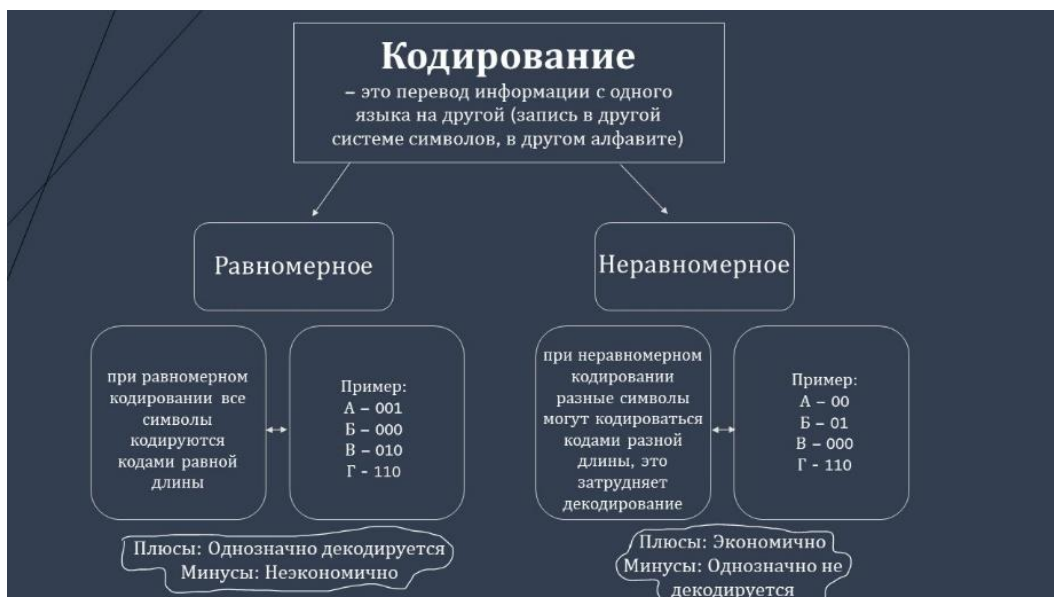 Кодирование
– это перевод информации с одного
языка на другой (запись в другой
системе символов, в другом алфавите)
Равномерное
Неравномерное
при равномерном
кодировании все
символы
кодируются
кодами равной
длины
Пример:
А – 001
Б – 000
В – 010
Г - 110
при неравномерном
кодировании
разные символы
могут кодироваться
кодами разной
длины, это
затрудняет
декодирование
Пример:
А – 00
Б – 01
В – 000
Г - 110
Плюсы: Однозначно декодируется
Минусы: Неэкономично
Плюсы: Экономично
Минусы: Однозначно не
декодируется